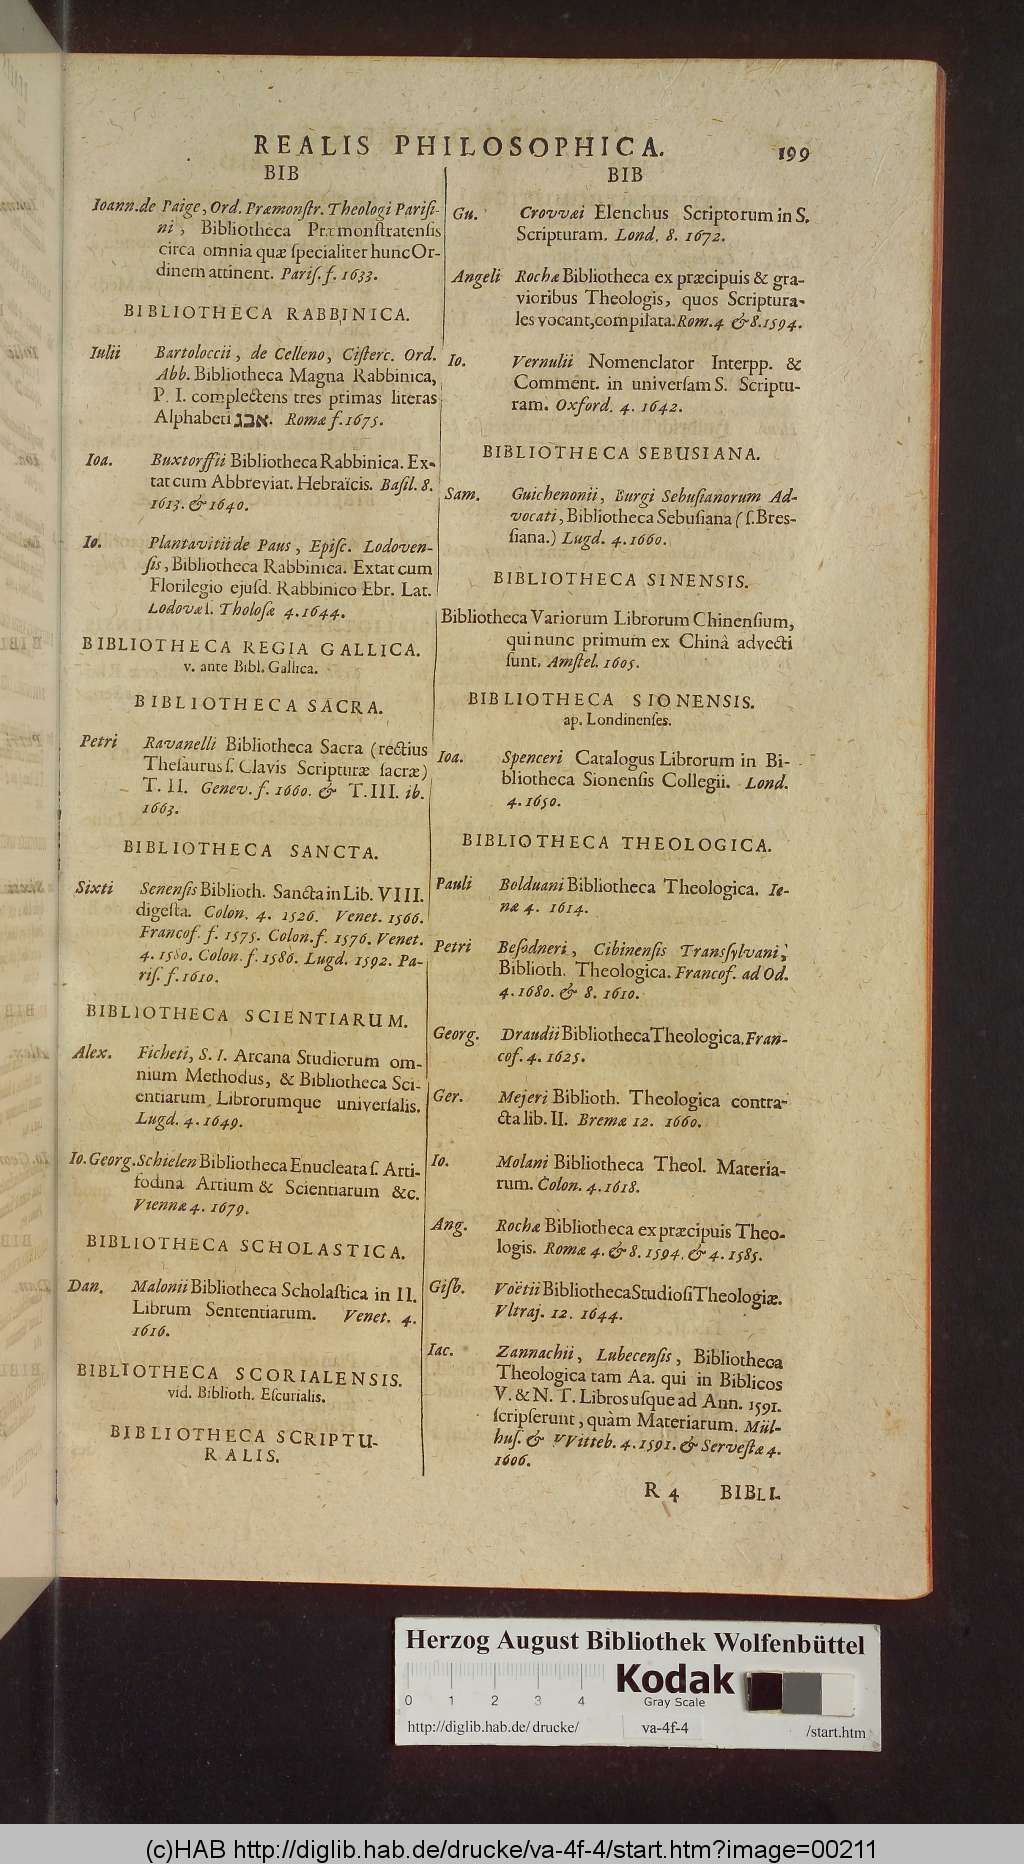 REALIS PHILOSOPHICA. 199
BIB
Ioann. de Paige, Ord. Præmonſtr. Theologi Pariſi-
ni, Bibliotheca Præmonſtratenſis
circa omnia quæ ſpecialiter hunc Or-
dinem attinent. Pariſ. f. 1633.
BIBLIOTHECA RABBINICA.
Iulii Bartoloccii, de Celleno, Ciſterc. Ord.
Abb. Bibliotheca Magna Rabbinica,
P. I. complectens tres primas literas
Alphabeti אבג. Romæ f. 1675.
Ioa. Buxtorffii Bibliotheca Rabbinica. Ex-
tat cum Abbreviat. Hebraïcis. Baſil. 8.
1613. & 1640.
Io. Plantavitii de Paus, Epiſc. Lodoven-
ſis, Bibliotheca Rabbinica. Extat cum
Florilegio ejuſd. Rabbinico Ebr. Lat.
Lodovæ ſ. Tholoſæ 4. 1644.
BIBLIOTHECA REGIA GALLICA.
v. ante Bibl. Gallica.
BIBLIOTHECA SACRA.
Petri Ravanelli Bibliotheca Sacra (rectius
Theſaurus ſ. Clavis Scripturæ ſacræ)
T. II. Genev. f. 1660. & T. III. ib.
1663.
BIBLIOTHECA SANCTA.
Sixti Senenſis Biblioth. Sancta in Lib. VIII.
digeſta. Colon. 4. 1526. Venet. 1566.
Francof. f. 1575. Colon. f. 1576. Venet.
4. 1580. Colon. f. 1586. Lugd. 1592. Pa-
riſ. f. 1610.
BIBLIOTHECA SCIENTIARUM.
Alex. Ficheti, S. I. Arcana Studiorum om-
nium Methodus, & Bibliotheca Sci-
entiarum Librorumque univerſalis.
Lugd. 4. 1649.
Io. Georg. Schielen Bibliotheca Enucleata ſ. Arti-
fodina Artium & Scientiarum &c.
Viennæ 4. 1679.
BIBLIOTHECA SCHOLASTICA.
Dan. Malonii Bibliotheca Scholaſtica in II.
Librum Sententiarum. Venet. 4.
1616.
BIBLIOTHECA SCORIALENSIS.
vid. Biblioth. Eſcurialis.
BIBLIOTHECA SCRIPTU-
RALIS.
BIB
Gu. Crovvæi Elenchus Scriptorum in S.
Scripturam. Lond. 8. 1672.
Angeli Rochæ Bibliotheca ex præcipuis & gra-
vioribus Theologis, quos Scriptura-
les vocant, compilata. Rom. 4 & 8. 1594.
Io. Vernulii Nomenclator Interpp. &
Comment. in univerſam S. Scriptu-
ram. Oxford. 4. 1642.
BIBLIOTHECA SEBUSIANA.
Sam. Guichenonii, Burgi Sebuſianorum Ad-
vocati, Bibliotheca Sebuſiana (ſ. Breſ-
ſiana.) Lugd. 4. 1660.
BIBLIOTHECA SINENSIS.
Bibliotheca Variorum Librorum Chinenſium,
qui nunc primum ex Chinâ advecti
ſunt. Amſtel. 1605.
BIBLIOTHECA SIONENSIS.
ap. Londinenſes.
Ioa. Spenceri Catalogus Librorum in Bi-
bliotheca Sionenſis Collegii. Lond.
4. 1650.
BIBLIOTHECA THEOLOGICA.
Pauli Bolduani Bibliotheca Theologica. Ie-
næ 4. 1614.
Petri Beſodneri, Cibinenſis Tranſsylvani,
Biblioth. Theologica. Francof. ad Od.
4. 1680. & 8. 1610.
Georg. Draudii Bibliotheca Theologica. Fran-
cof. 4. 1625.
Ger. Mejeri Biblioth. Theologica contra-
cta lib. II. Bremæ 12. 1660.
Io. Molani Bibliotheca Theol. Materia-
rum. Colon. 4. 1618.
Ang. Rochæ Bibliotheca ex præcipuis Theo-
logis. Romæ 4. & 8. 1594. & 4. 1585.
Giſb. Voëtii Bibliotheca Studioſi Theologiæ.
Vltraj. 12. 1644.
Iac. Zannachii, Lubecenſis, Bibliotheca
Theologica tam Aa. qui in Biblicos
V. & N. T. Libros uſque ad Ann. 1591.
ſcripſerunt, quàm Materiarum. Mül-
huſ. & VVitteb. 4. 1591. & Serveſtæ 4.
1606.
R 4 BIBLI-
Herzog August Bibliothek Wolfenbüttel
0 1 2 3 4
Kodak
Gray Scale
http://diglib.hab.de/drucke/ va-4f-4 /start.htm
(c)HAB http://diglib.hab.de/drucke/va-4f-4/start.htm?image=00211